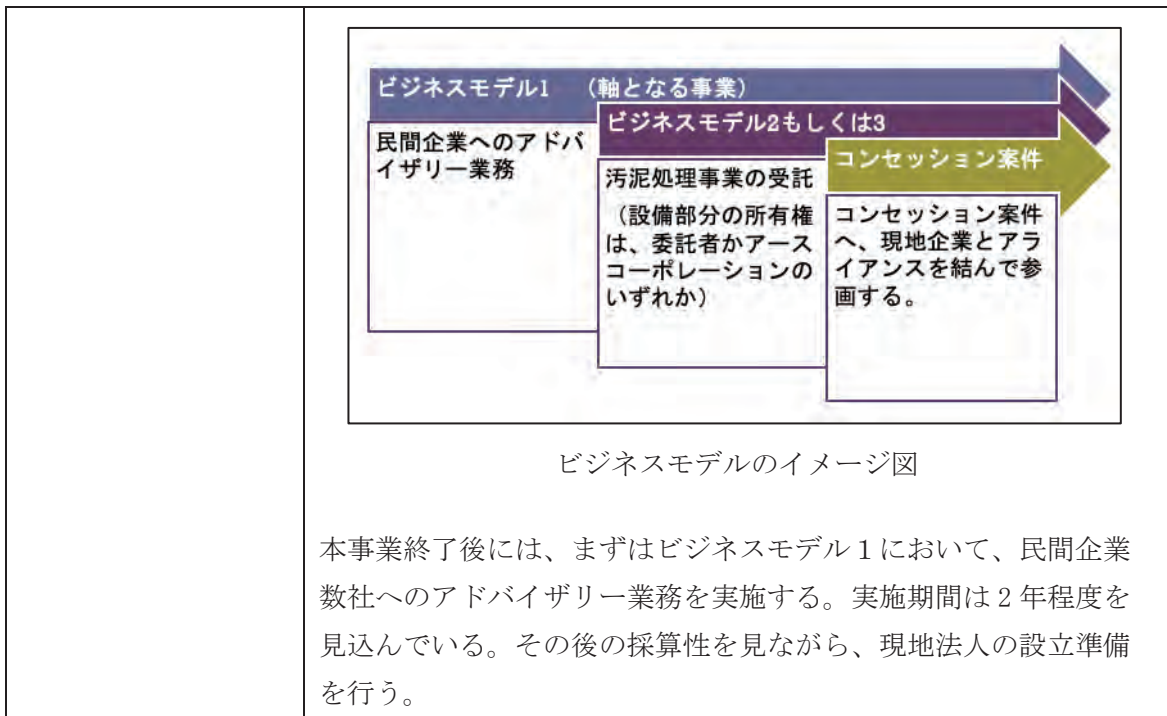 ビジネスモデル1 （軸となる事業）
民間企業へのアドバ
イザリー業務
ビジネスモデル2もしくは3
汚泥処理事業の受託
（設備部分の所有権
は、委託者かアース
コーポレーションの
いずれか）
コンセッション案件
コンセッション案件
へ、現地企業とアラ
イアンスを結んで参
画する。
ビジネスモデルのイメージ図
本事業終了後には、まずはビジネスモデル１において、民間企業
数社へのアドバイザリー業務を実施する。実施期間は 2 年程度を
見込んでいる。その後の採算性を見ながら、現地法人の設立準備
を行う。